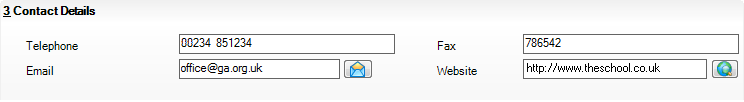 3 Contact Details
Telephone 00234 851234 Fax 786542
Email office@ga.org.uk Website http://www.theschool.co.uk